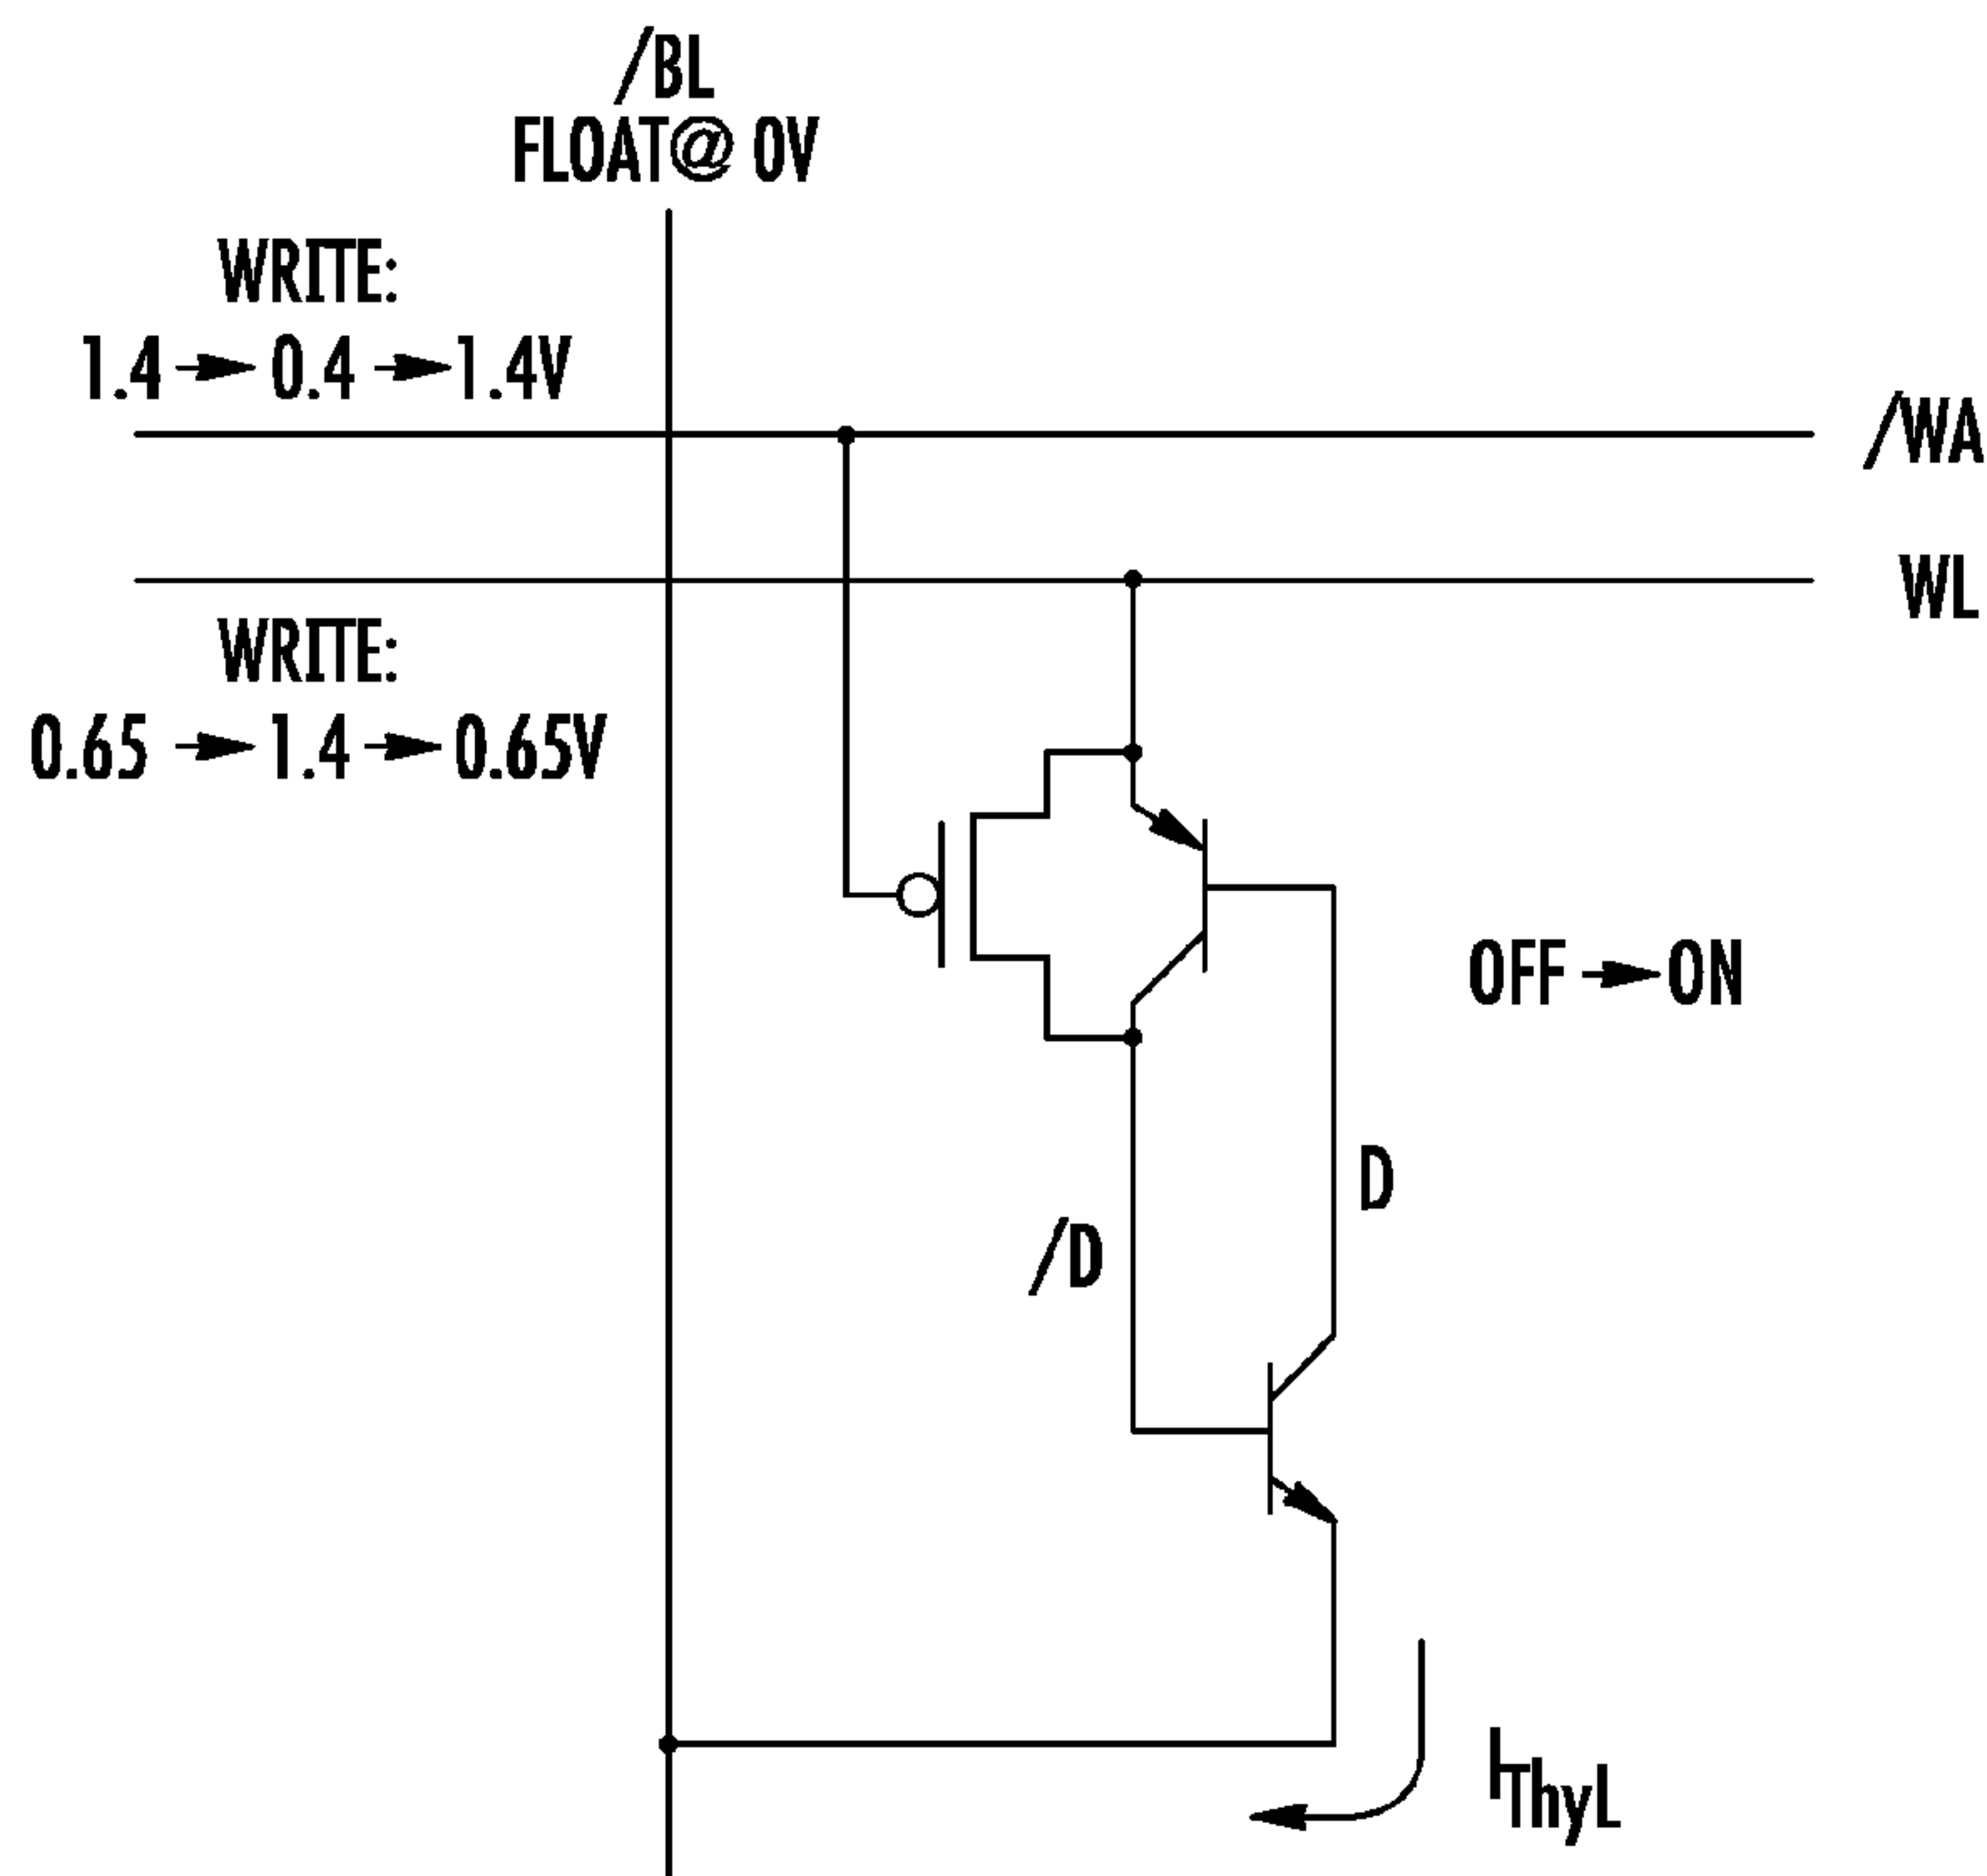 /BL
FLOAT@ 0V
WRITE:
1.4 → 0.4 → 1.4V
/WA
WL
WRITE:
0.65 → 1.4 → 0.65V
OFF → ON
D
/D
IThyL